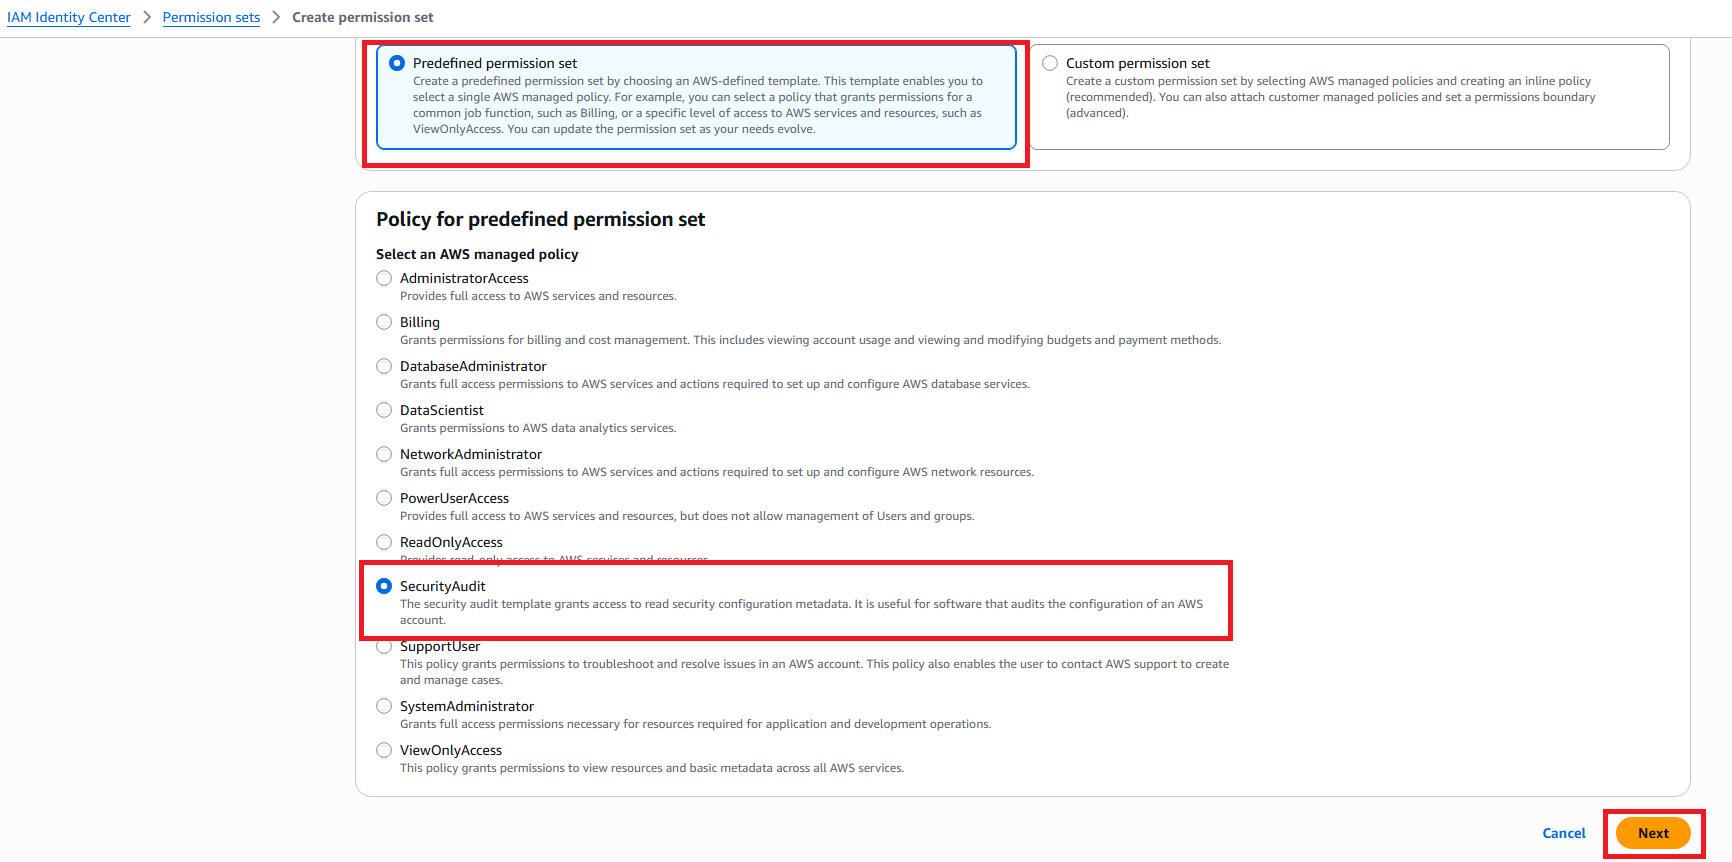 IAM Identity Center > Permission sets > Create permission set
Predefined permission set
Create a predefined permission set by choosing an AWS-defined template. This template enables you to
select a single AWS managed policy. For example, you can select a policy that grants permissions for a
common job function, such as Billing, or a specific level of access to AWS services and resources, such as
ViewOnlyAccess. You can update the permission set as your needs evolve.
Custom permission set
Create a custom permission set by selecting AWS managed policies and creating an inline policy
(recommended). You can also attach customer managed policies and set a permissions boundary
(advanced).
Policy for predefined permission set
Select an AWS managed policy
AdministratorAccess
Provides full access to AWS services and resources.
Billing
Grants permissions for billing and cost management. This includes viewing account usage and viewing and modifying budgets and payment methods.
DatabaseAdministrator
Grants full access permissions to AWS services and actions required to set up and configure AWS database services.
DataScientist
Grants permissions to AWS data analytics services.
NetworkAdministrator
Grants full access permissions to AWS services and actions required to set up and configure AWS network resources.
PowerUserAccess
Provides full access to AWS services and resources, but does not allow management of Users and groups.
ReadOnlyAccess
Provides read-only access to AWS services and resources.
SecurityAudit
The security audit template grants access to read security configuration metadata. It is useful for software that audits the configuration of an AWS
account.
SupportUser
This policy grants permissions to troubleshoot and resolve issues in an AWS account. This policy also enables the user to contact AWS support to create
and manage cases.
SystemAdministrator
Grants full access permissions necessary for resources required for application and development operations.
ViewOnlyAccess
This policy grants permissions to view resources and basic metadata across all AWS services.
Cancel
Next